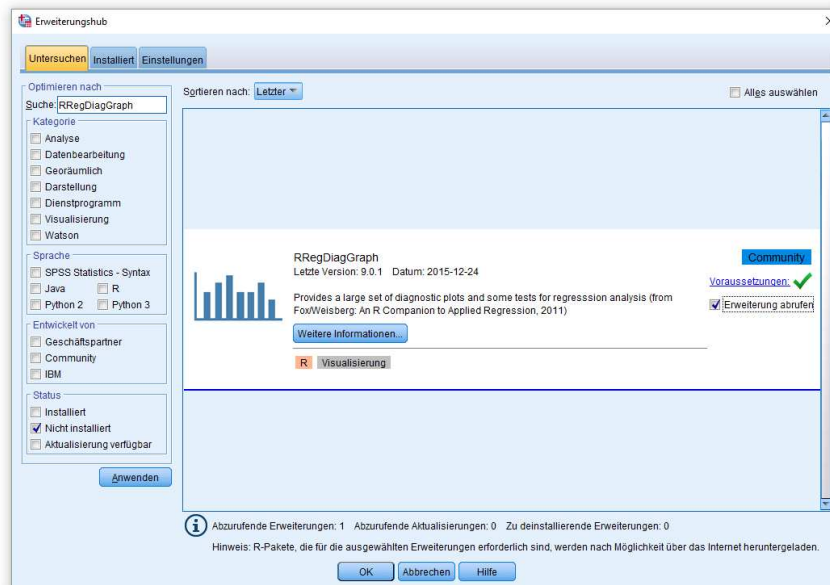 Erweiterungshub
Untersuchen Installiert Einstellungen
Optimieren nach
Suche: RRegDiagGraph
Kategorie
Analyse
Datenbearbeitung
Georäumlich
Darstellung
Dienstprogramm
Visualisierung
Watson
Sprache
SPSS Statistics - Syntax
Java R
Python 2 Python 3
Entwickelt von
Geschäftspartner
Community
IBM
Status
Installiert
Nicht installiert
Aktualisierung verfügbar
Anwenden
Sortieren nach: Letzter
Alles auswählen
RRegDiagGraph
Letzte Version: 9.0.1 Datum: 2015-12-24
Provides a large set of diagnostic plots and some tests for regresssion analysis (from
Fox/Weisberg: An R Companion to Applied Regression, 2011)
Weitere Informationen...
R Visualisierung
Community
Voraussetzungen:
Erweiterung abrufen
Abzurufende Erweiterungen: 1 Abzurufende Aktualisierungen: 0 Zu deinstallierende Erweiterungen: 0
Hinweis: R-Pakete, die für die ausgewählten Erweiterungen erforderlich sind, werden nach Möglichkeit über das Internet heruntergeladen.
OK Abbrechen Hilfe